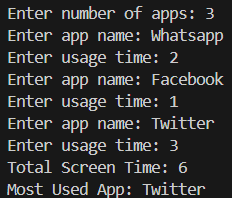 Enter number of apps: 3
Enter app name: Whatsapp
Enter usage time: 2
Enter app name: Facebook
Enter usage time: 1
Enter app name: Twitter
Enter usage time: 3
Total Screen Time: 6
Most Used App: Twitter